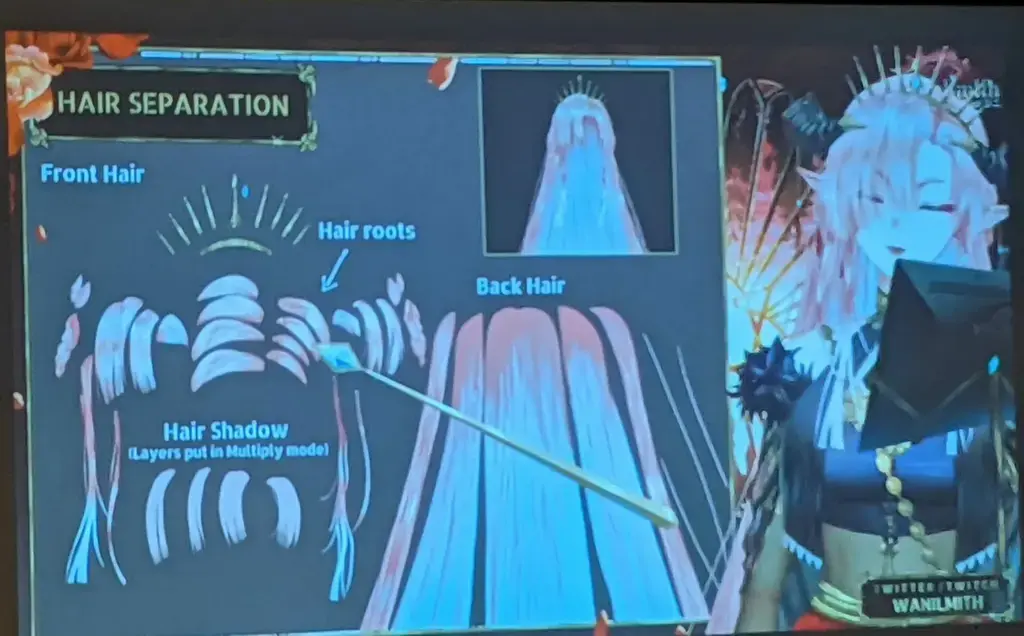 HAIR SEPARATION
Front Hair
Hair roots
Back Hair
Hair Shadow
(Layers put in Multiply mode)
TWITTER/TWITCH
WANILMITH